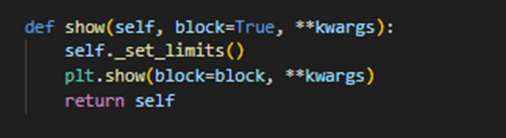 def show(self, block=True, **kwargs):
    self._set_limits()
    plt.show(block=block, **kwargs)
    return self